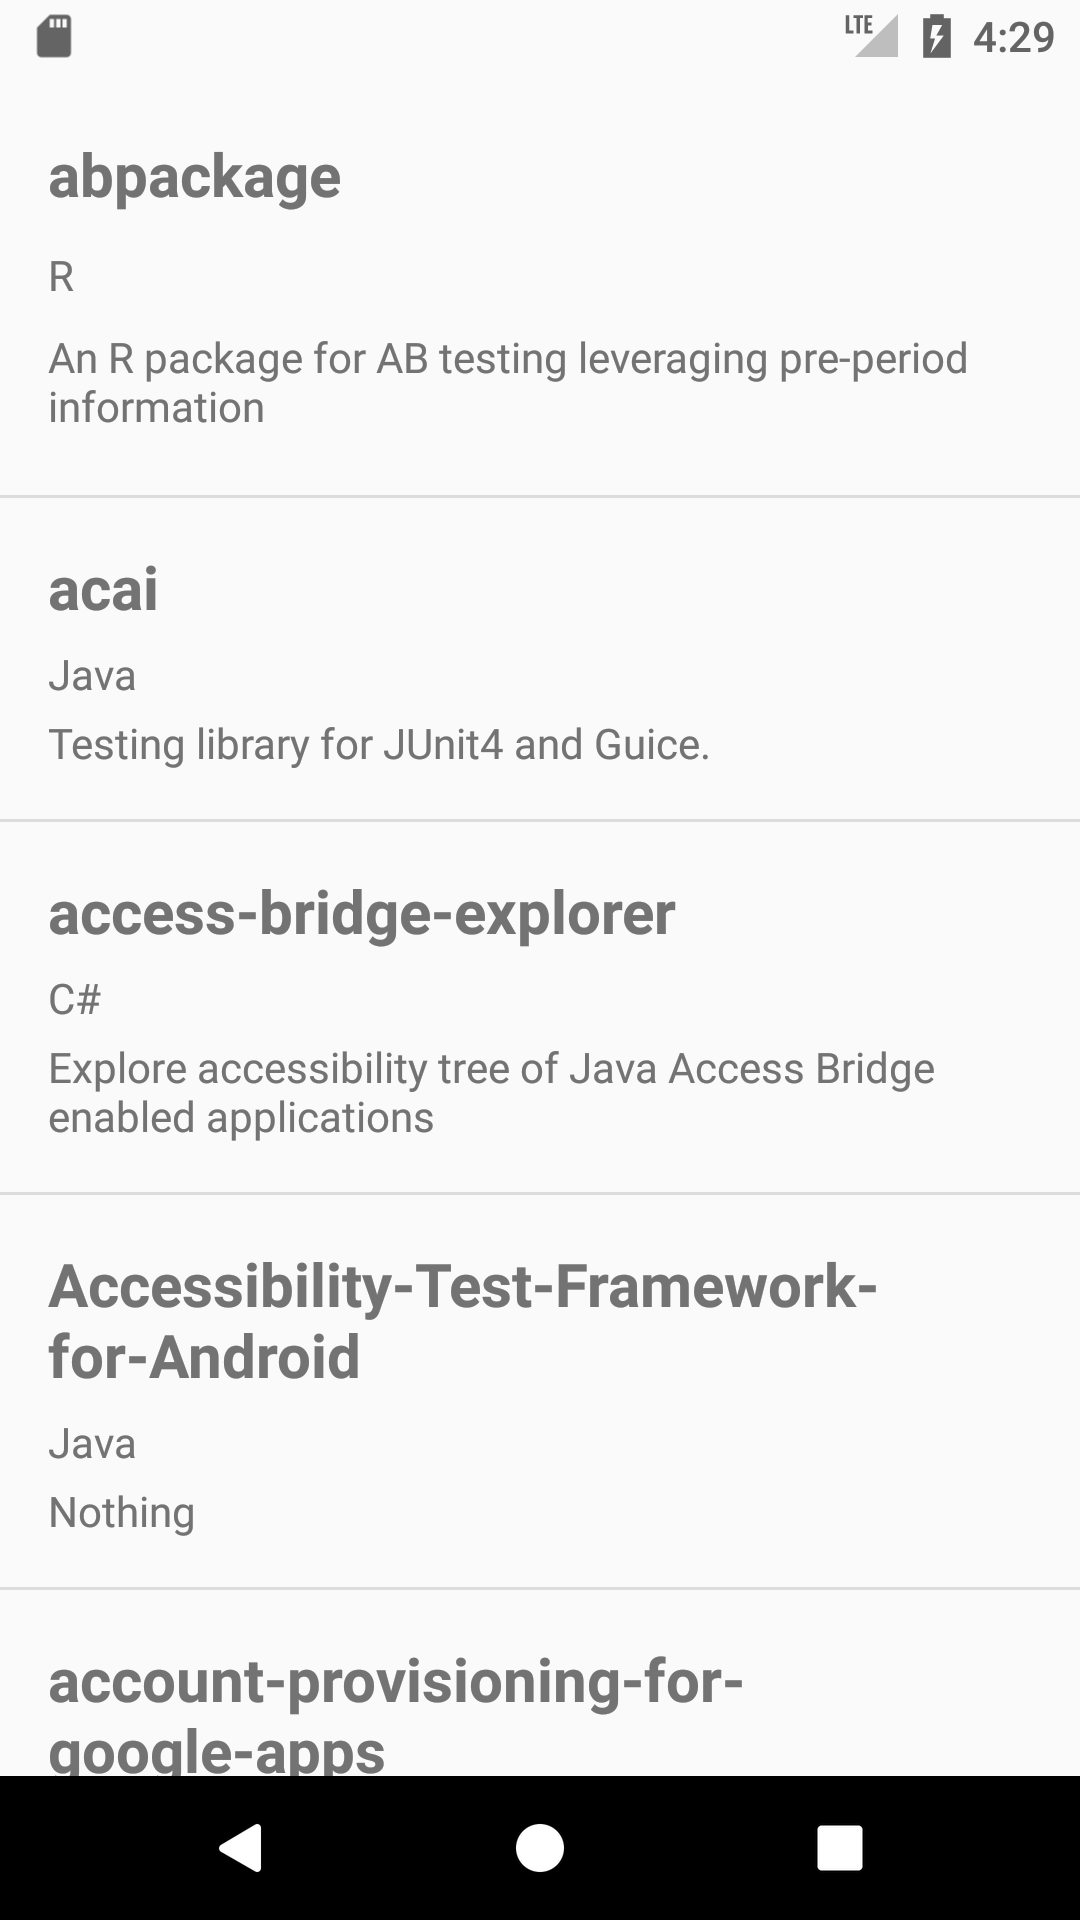 LTE 4:29
abpackage
R
An R package for AB testing leveraging pre-period
information
acai
Java
Testing library for JUnit4 and Guice.
access-bridge-explorer
C#
Explore accessibility tree of Java Access Bridge
enabled applications
Accessibility-Test-Framework-
for-Android
Java
Nothing
account-provisioning-for-
google-apps